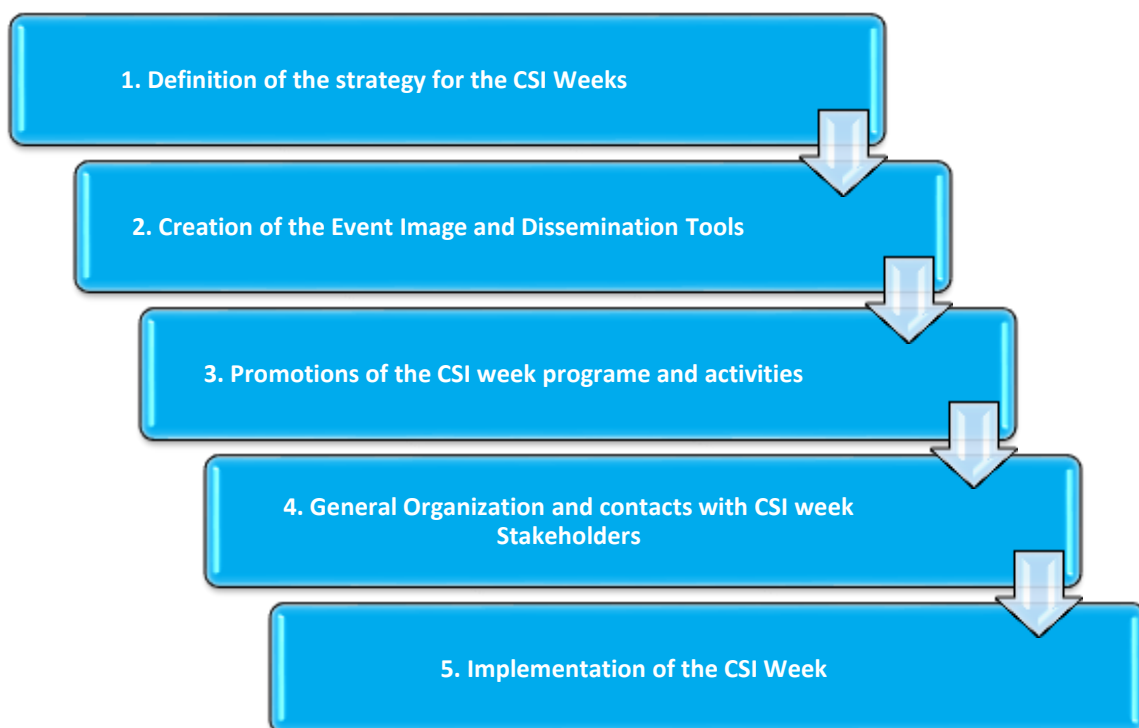 1. Definition of the strategy for the CSI Weeks
2. Creation of the Event Image and Dissemination Tools
3. Promotions of the CSI week programe and activities
4. General Organization and contacts with CSI week
Stakeholders
5. Implementation of the CSI Week